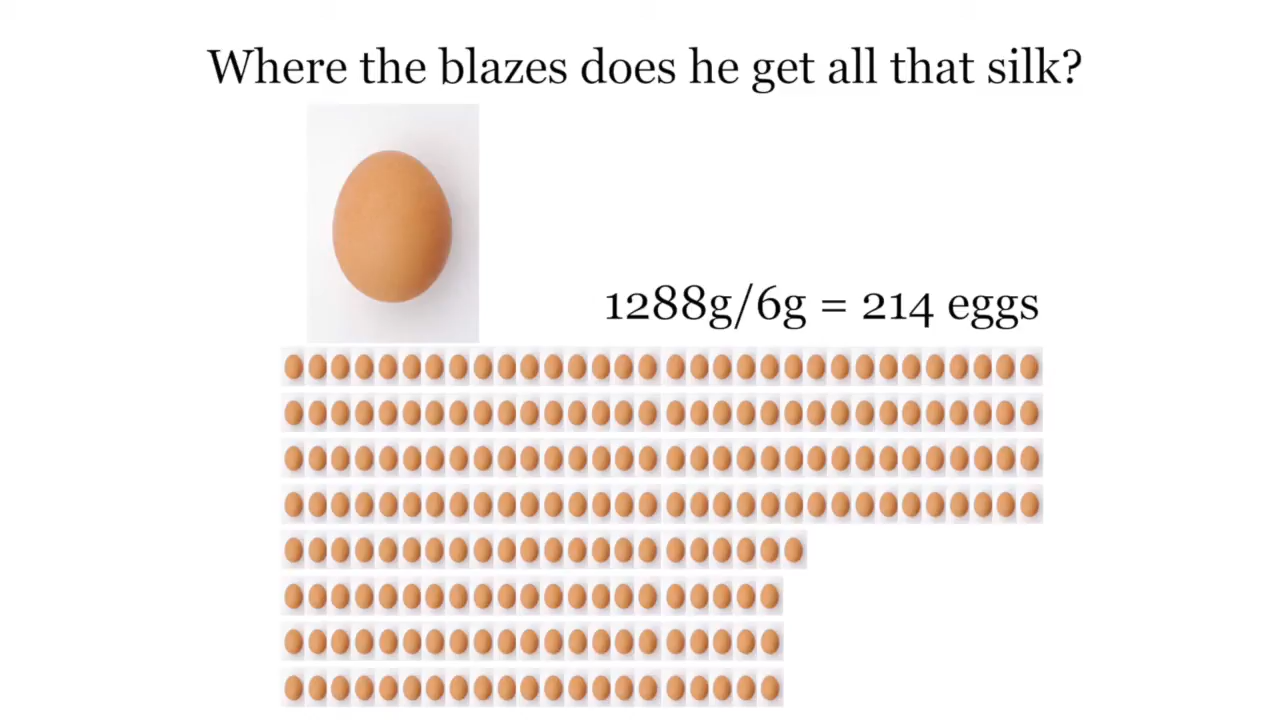 Where the blazes does he get all that silk?
1288g/6g = 214 eggs